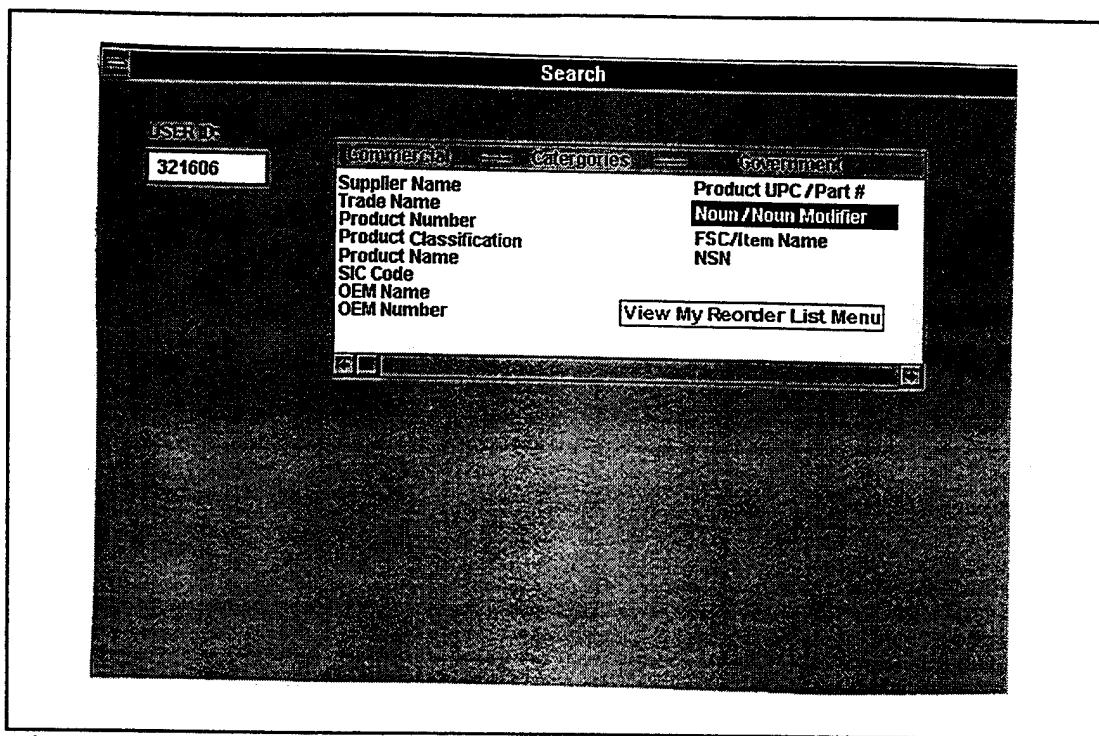 Search
USER ID:
321606
Commercial == Catergories == Government
Supplier Name
Trade Name
Product Number
Product Classification
Product Name
SIC Code
OEM Name
OEM Number
Product UPC / Part #
Noun / Noun Modifier
FSC/Item Name
NSN
View My Reorder List Menu